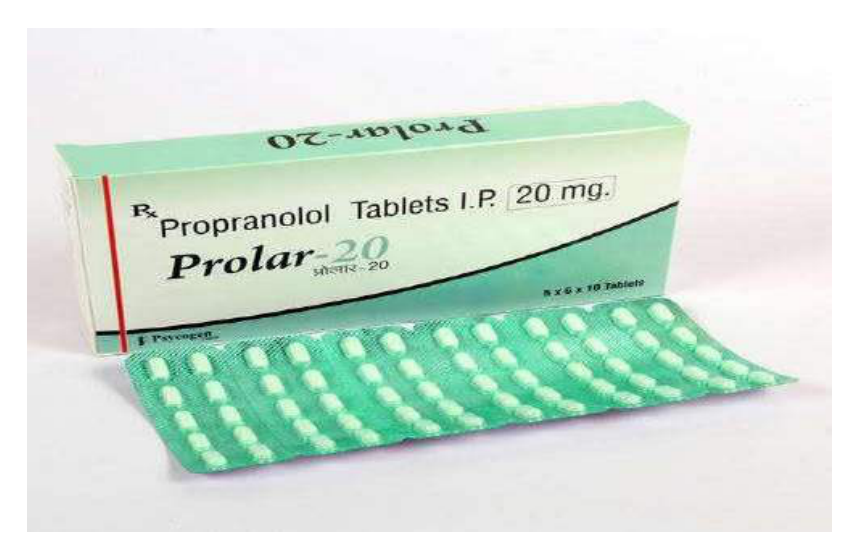 Prolar-20
Rx Propranolol Tablets I.P. 20 mg.
Prolar-20
प्रोलार-20
5 x 6 x 10 Tablets
Psycogen